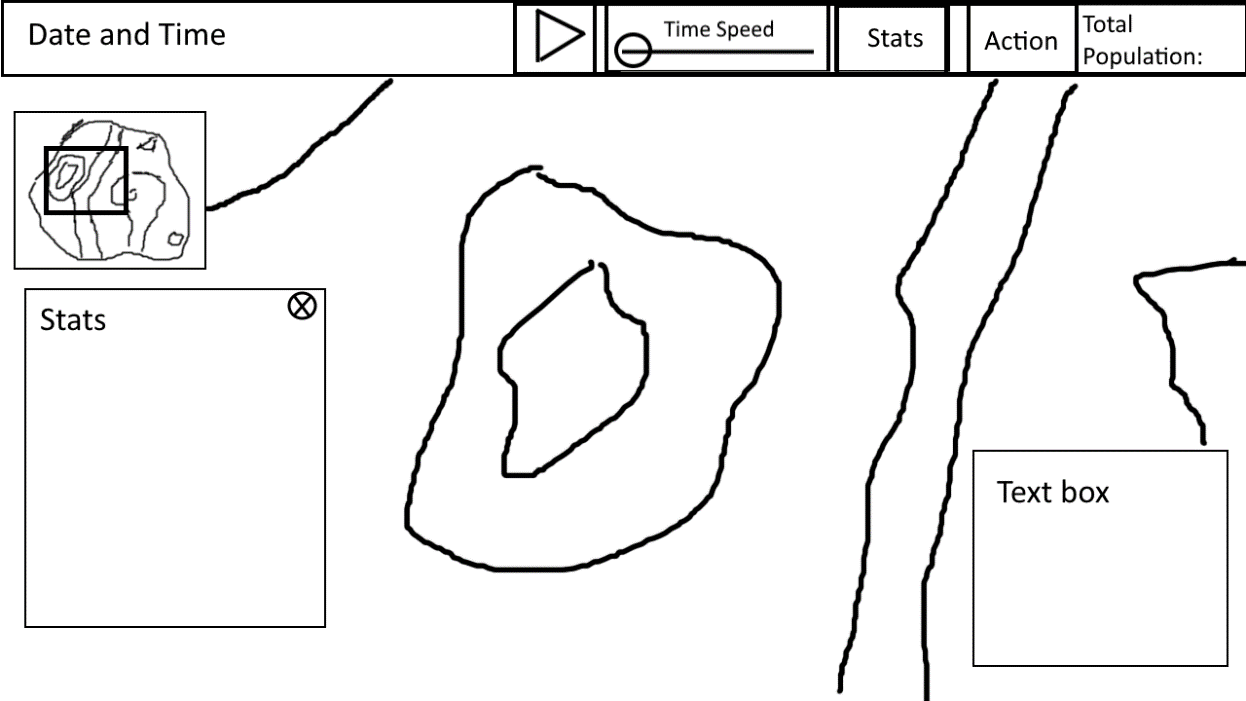 Date and Time
Time Speed
Stats
Action
Total
Population:
Stats
Text box